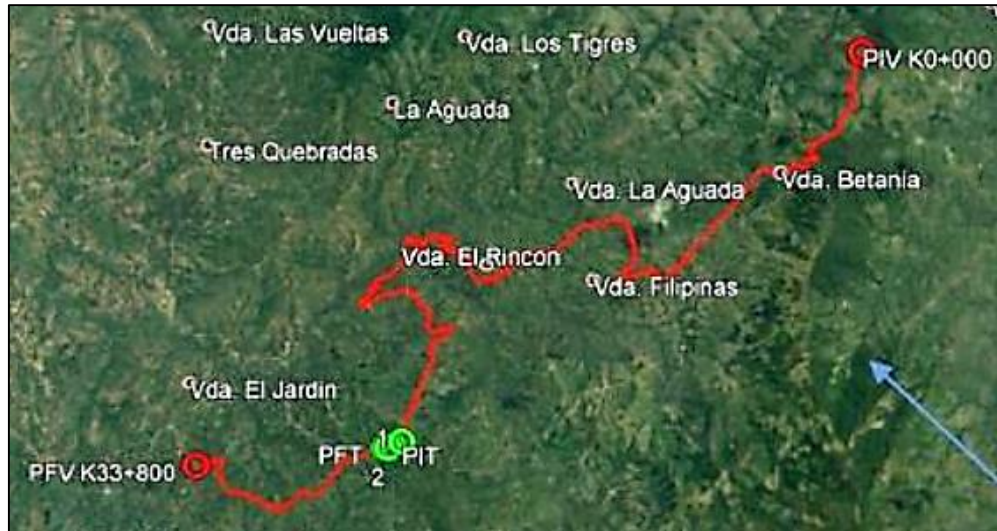 Vda. Las Vueltas
Vda. Los Tigres
PIV K0+000
La Aguada
Tres Quebradas
Vda. La Aguada
Vda. Betania
Vda. El Rincon
Vda. Filipinas
Vda. El Jardin
1
PFT
PIT
PFV K33+800
2